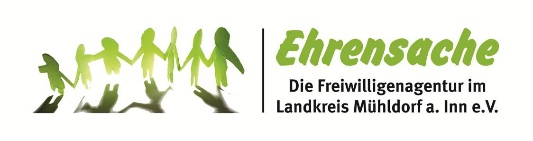 Ehrensache
Die Freiwilligenagentur im
Landkreis Mühldorf a. Inn e.V.